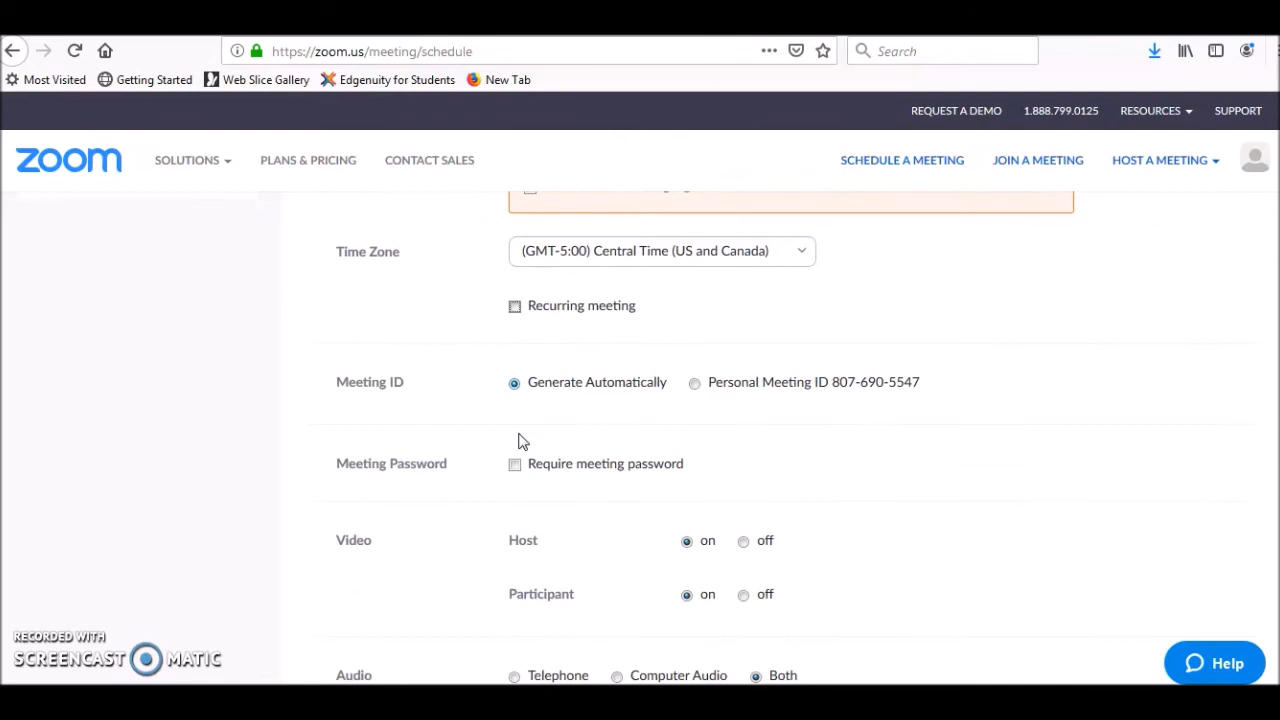 https://zoom.us/meeting/schedule
Search
Most Visited
Getting Started
Web Slice Gallery
Edgenuity for Students
New Tab
REQUEST A DEMO
1.888.799.0125
RESOURCES
SUPPORT
zoom
SOLUTIONS
PLANS & PRICING
CONTACT SALES
SCHEDULE A MEETING
JOIN A MEETING
HOST A MEETING
Time Zone
(GMT-5:00) Central Time (US and Canada)
Recurring meeting
Meeting ID
Generate Automatically
Personal Meeting ID 807-690-5547
Meeting Password
Require meeting password
Video
Host
on
off
Participant
on
off
Audio
Telephone
Computer Audio
Both
RECORDED WITH
SCREENCAST MATIC
Help